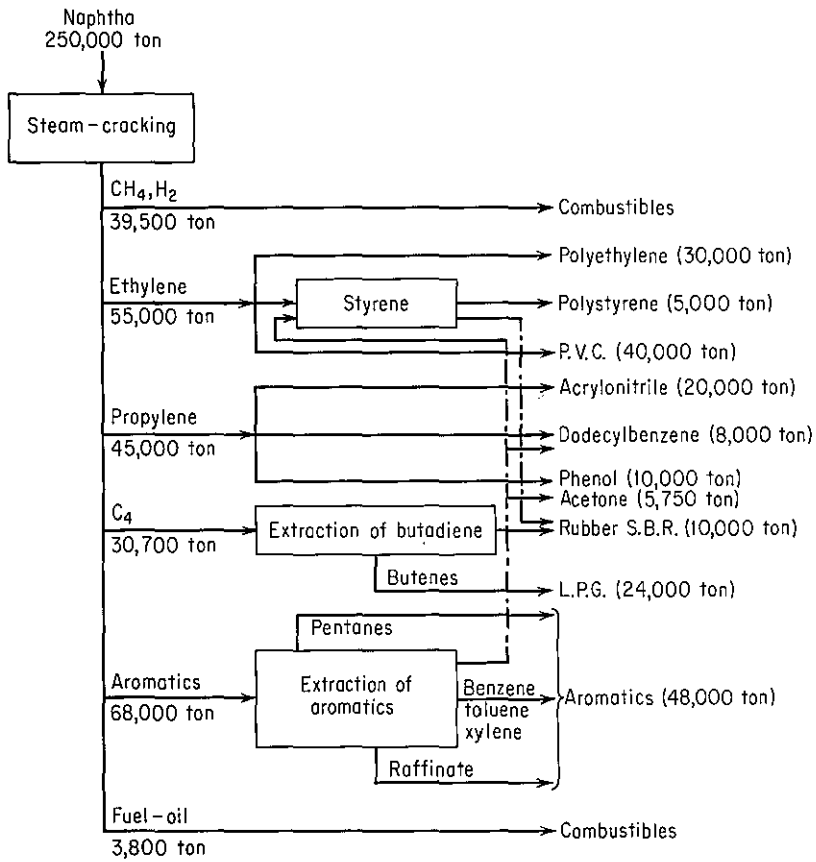 Naphtha
250,000 ton
Steam-cracking
CH4,H2
39,500 ton
Combustibles
Polyethylene (30,000 ton)
Ethylene
55,000 ton
Styrene
Polystyrene (5,000 ton)
P.V.C. (40,000 ton)
Acrylonitrile (20,000 ton)
Propylene
45,000 ton
Dodecylbenzene (8,000 ton)
Phenol (10,000 ton)
Acetone (5,750 ton)
C4
30,700 ton
Extraction of butadiene
Rubber S.B.R. (10,000 ton)
Butenes
L.P.G. (24,000 ton)
Pentanes
Aromatics
68,000 ton
Extraction of
aromatics
Benzene
toluene
xylene
Aromatics (48,000 ton)
Raffinate
Fuel-oil
3,800 ton
Combustibles